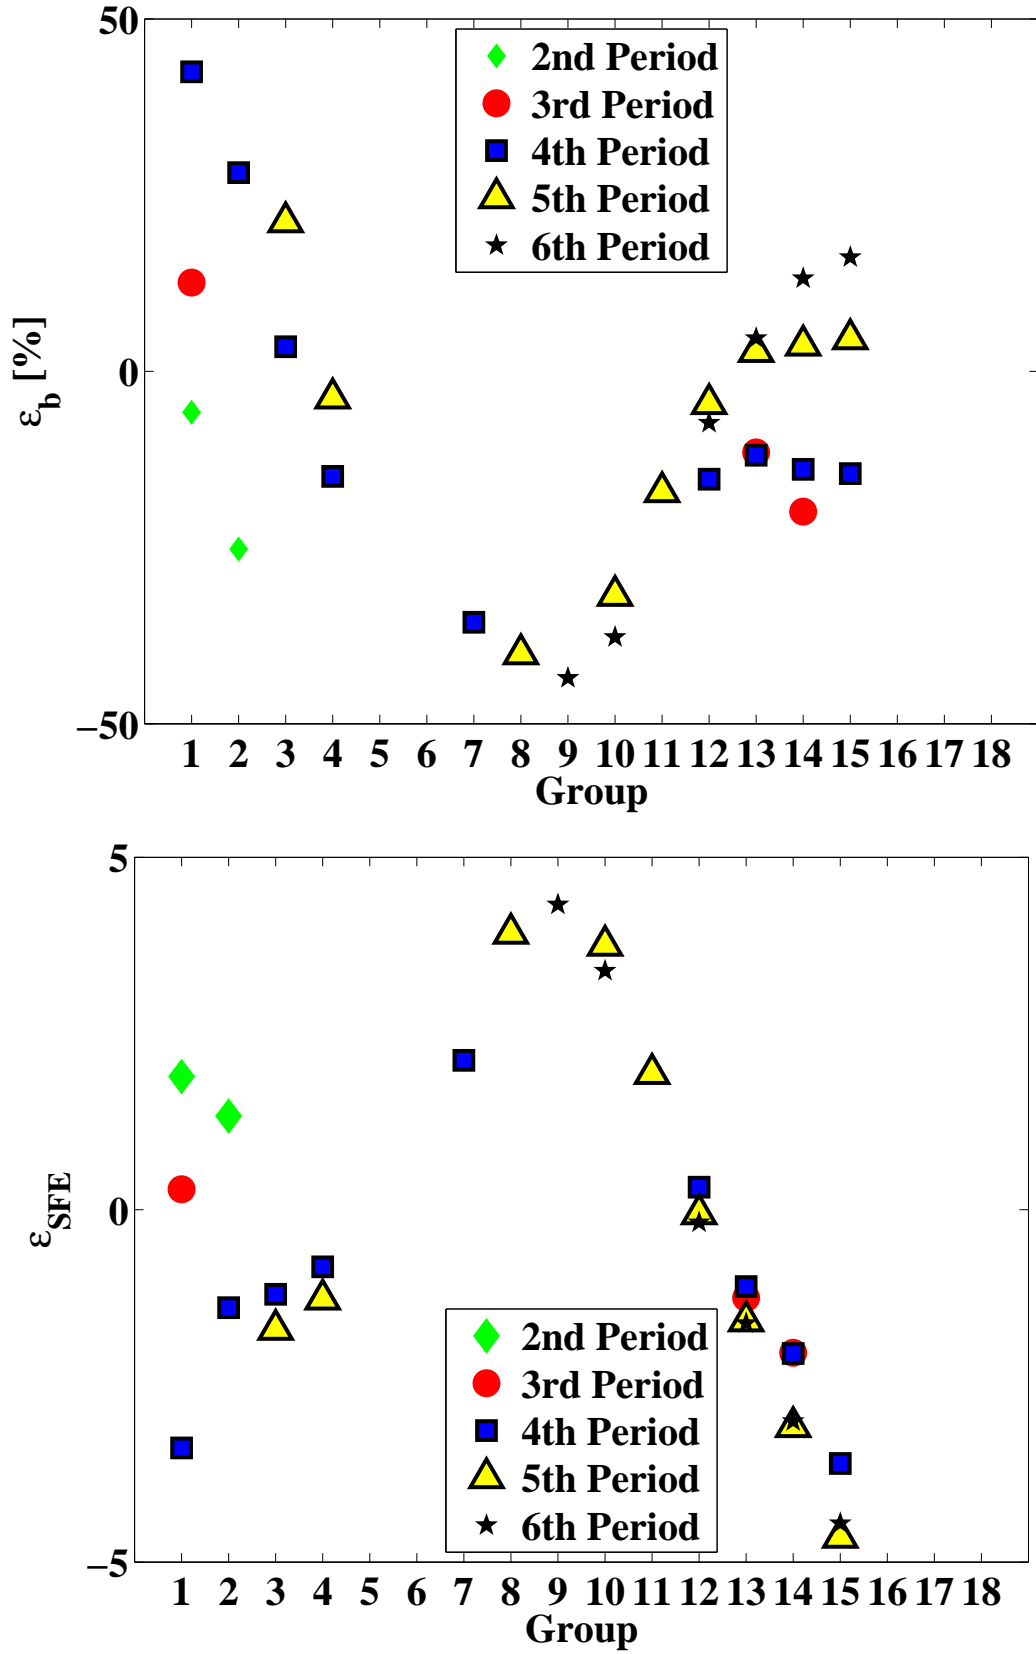 50
2nd Period
3rd Period
4th Period
5th Period
6th Period
ε_b [%]
0
−50
1 2 3 4 5 6 7 8 9 10 11 12 13 14 15 16 17 18
Group
5
ε_SFE
0
2nd Period
3rd Period
4th Period
5th Period
6th Period
−5
1 2 3 4 5 6 7 8 9 10 11 12 13 14 15 16 17 18
Group